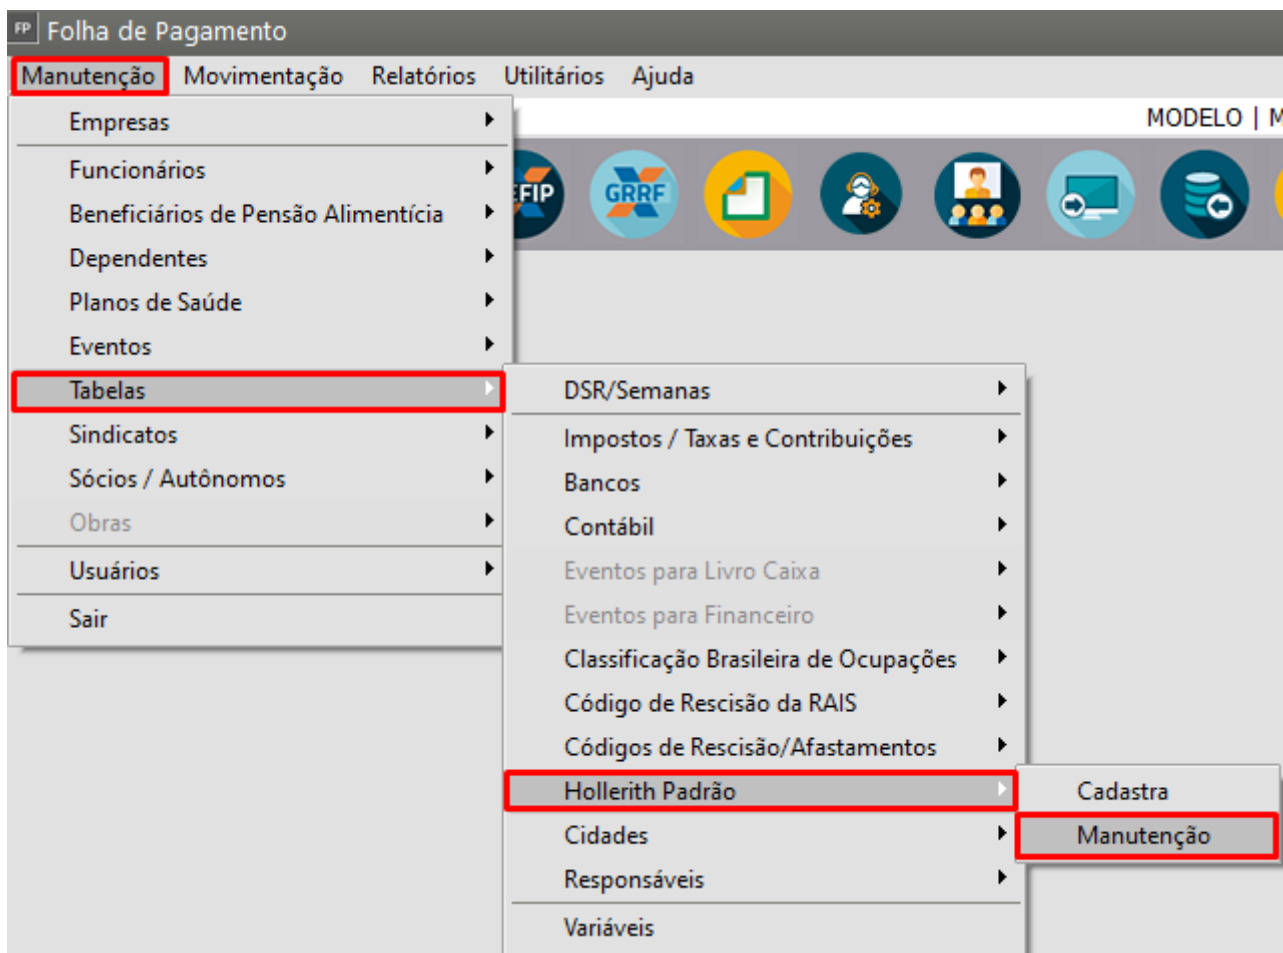 FP Folha de Pagamento
Manutenção Movimentação Relatórios Utilitários Ajuda
MODELO |
Empresas
Funcionários
Beneficiários de Pensão Alimentícia
Dependentes
Planos de Saúde
Eventos
Tabelas
Sindicatos
Sócios / Autônomos
Obras
Usuários
Sair
GRRF
DSR/Semanas
Impostos / Taxas e Contribuições
Bancos
Contábil
Eventos para Livro Caixa
Eventos para Financeiro
Classificação Brasileira de Ocupações
Código de Rescisão da RAIS
Códigos de Rescisão/Afastamentos
Hollerith Padrão
Cidades
Responsáveis
Variáveis
Cadastra
Manutenção